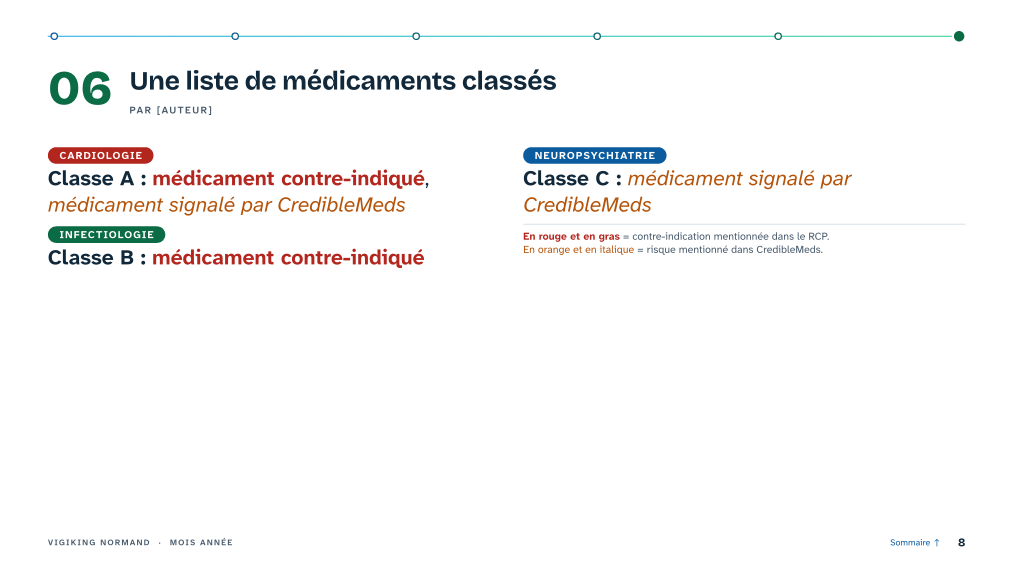 06
Une liste de médicaments classés
PAR [AUTEUR]
CARDIOLOGIE
Classe A : médicament contre-indiqué,
médicament signalé par CredibleMeds
INFECTIOLOGIE
Classe B : médicament contre-indiqué
NEUROPSYCHIATRIE
Classe C : médicament signalé par
CredibleMeds
En rouge et en gras = contre-indication mentionnée dans le RCP.
En orange et en italique = risque mentionné dans CredibleMeds.
VIGIKING NORMAND · MOIS ANNÉE
Sommaire ↑ 8